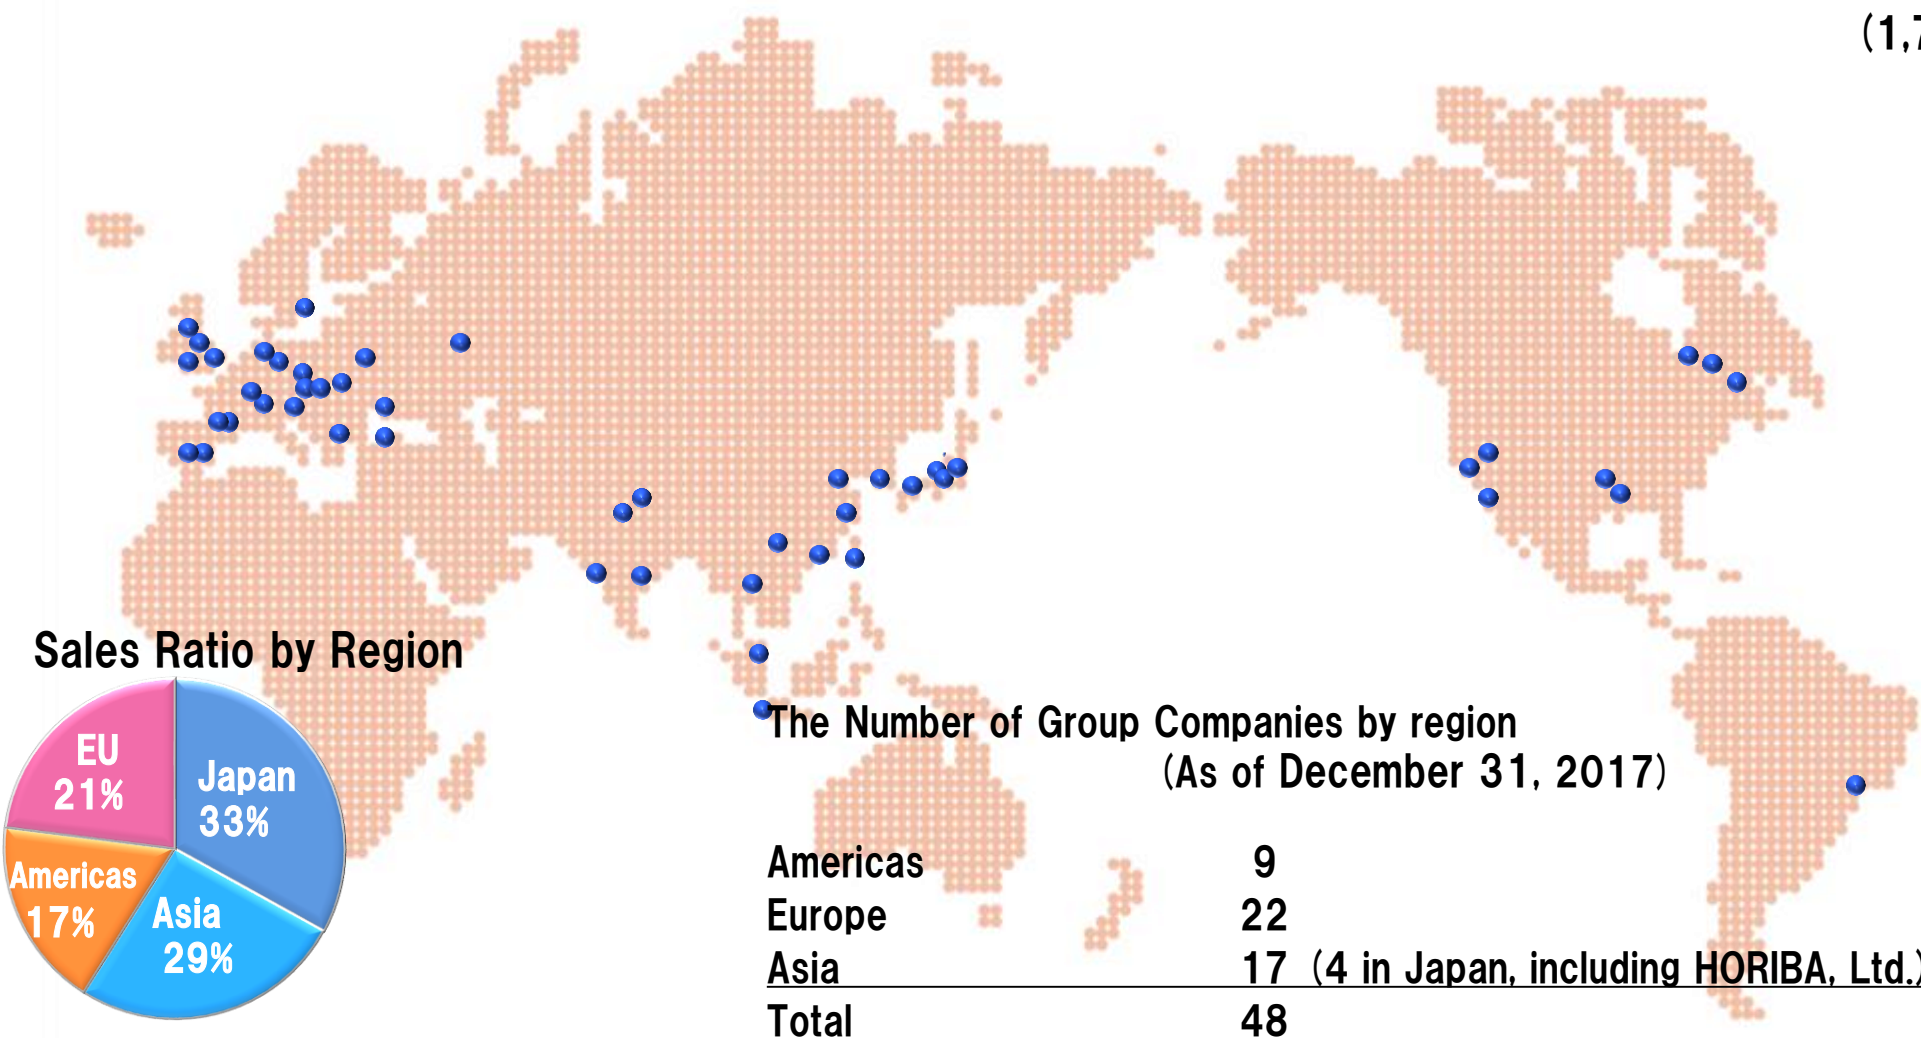 (1,7
Sales Ratio by Region
EU
21%
Japan
33%
Americas
17%
Asia
29%
The Number of Group Companies by region
(As of December 31, 2017)
Americas 9
Europe 22
Asia 17 (4 in Japan, including HORIBA, Ltd.)
Total 48